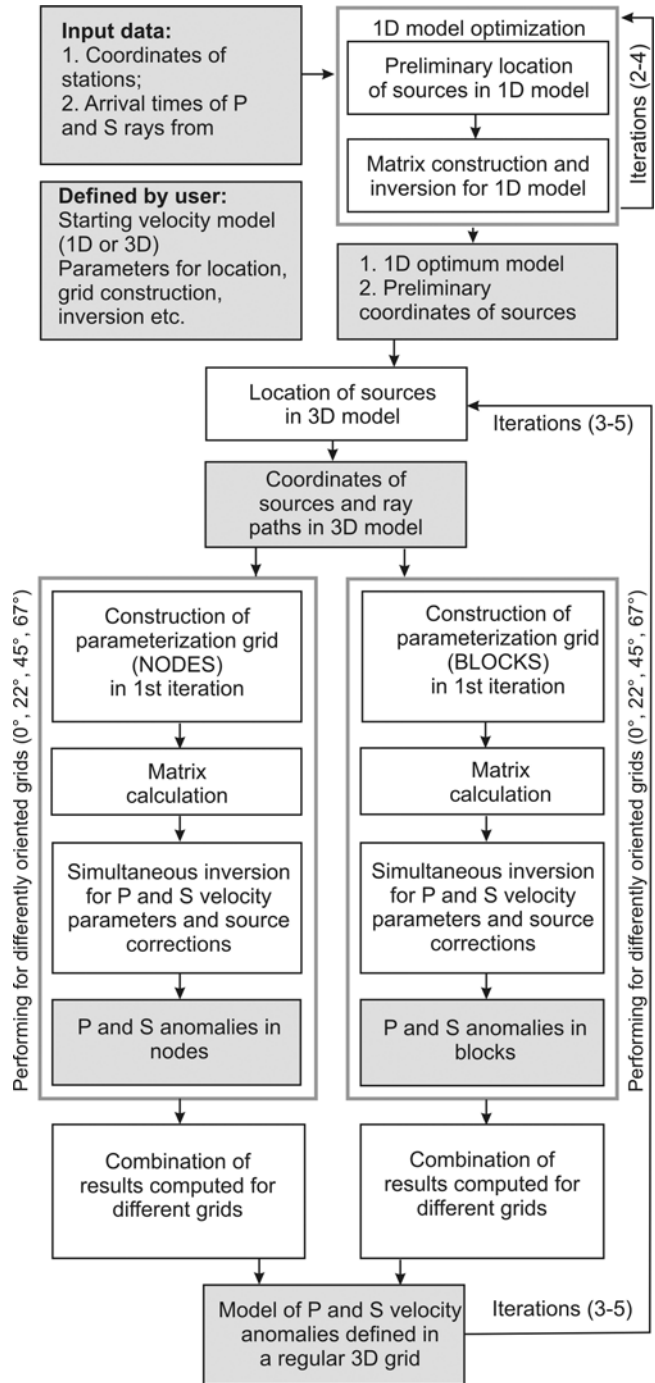 Input data:
1. Coordinates of
stations;
2. Arrival times of P
and S rays from
Defined by user:
Starting velocity model
(1D or 3D)
Parameters for location,
grid construction,
inversion etc.
1D model optimization
Preliminary location
of sources in 1D model
Matrix construction and
inversion for 1D model
Iterations (2-4)
1. 1D optimum model
2. Preliminary
coordinates of sources
Location of sources
in 3D model
Iterations (3-5)
Coordinates of
sources and ray
paths in 3D model
Performing for differently oriented grids (0°, 22°, 45°, 67°)
Construction of
parameterization grid
(NODES)
in 1st iteration
Matrix
calculation
Simultaneous inversion
for P and S velocity
parameters and source
corrections
P and S anomalies in
nodes
Combination of
results computed for
different grids
Construction of
parameterization grid
(BLOCKS)
in 1st iteration
Matrix
calculation
Simultaneous inversion
for P and S velocity
parameters and source
corrections
P and S anomalies in
blocks
Combination of
results computed for
different grids
Performing for differently oriented grids (0°, 22°, 45°, 67°)
Model of P and S velocity
anomalies defined in
a regular 3D grid
Iterations (3-5)